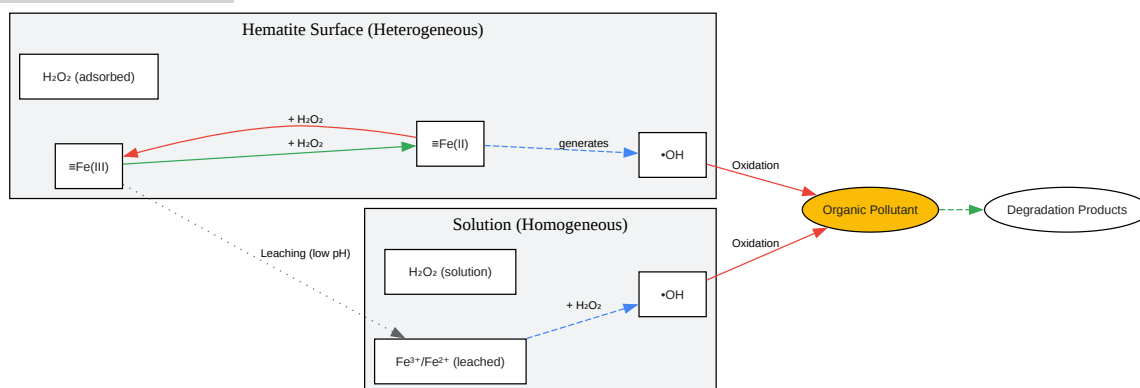 Hematite Surface (Heterogeneous)
H₂O₂ (adsorbed)
+ H₂O₂
+ H₂O₂
≡Fe(III)
≡Fe(II)
generates
•OH
Oxidation
Organic Pollutant
Degradation Products
Leaching (low pH)
Solution (Homogeneous)
H₂O₂ (solution)
+ H₂O₂
•OH
Oxidation
Fe³⁺/Fe²⁺ (leached)